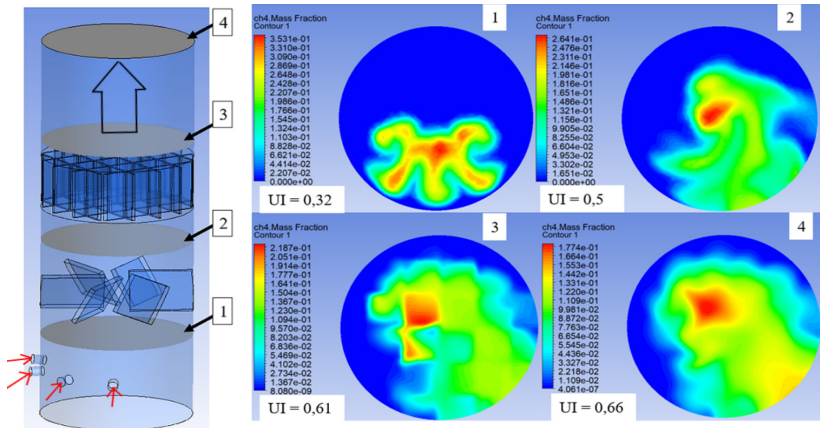 4
3
2
1
ch4.Mass Fraction
Contour 1
1
3.531e-01
3.310e-01
3.090e-01
2.869e-01
2.648e-01
2.428e-01
2.207e-01
1.986e-01
1.766e-01
1.545e-01
1.324e-01
1.103e-01
8.828e-02
6.621e-02
4.414e-02
2.207e-02
0.000e+00
UI = 0,32
ch4.Mass Fraction
Contour 1
2
2.641e-01
2.476e-01
2.311e-01
2.146e-01
1.981e-01
1.816e-01
1.651e-01
1.486e-01
1.321e-01
1.156e-01
9.905e-02
8.255e-02
6.604e-02
4.953e-02
3.302e-02
1.651e-02
0.000e+00
UI = 0,5
ch4.Mass Fraction
Contour 1
3
2.187e-01
2.051e-01
1.914e-01
1.777e-01
1.641e-01
1.504e-01
1.367e-01
1.230e-01
1.094e-01
9.570e-02
8.203e-02
6.836e-02
5.469e-02
4.102e-02
2.734e-02
1.367e-02
8.080e-09
UI = 0,61
ch4.Mass Fraction
Contour 1
4
1.774e-01
1.664e-01
1.553e-01
1.442e-01
1.331e-01
1.220e-01
1.109e-01
9.981e-02
8.872e-02
7.763e-02
6.654e-02
5.545e-02
4.436e-02
3.327e-02
2.218e-02
1.109e-02
4.061e-07
UI = 0,66